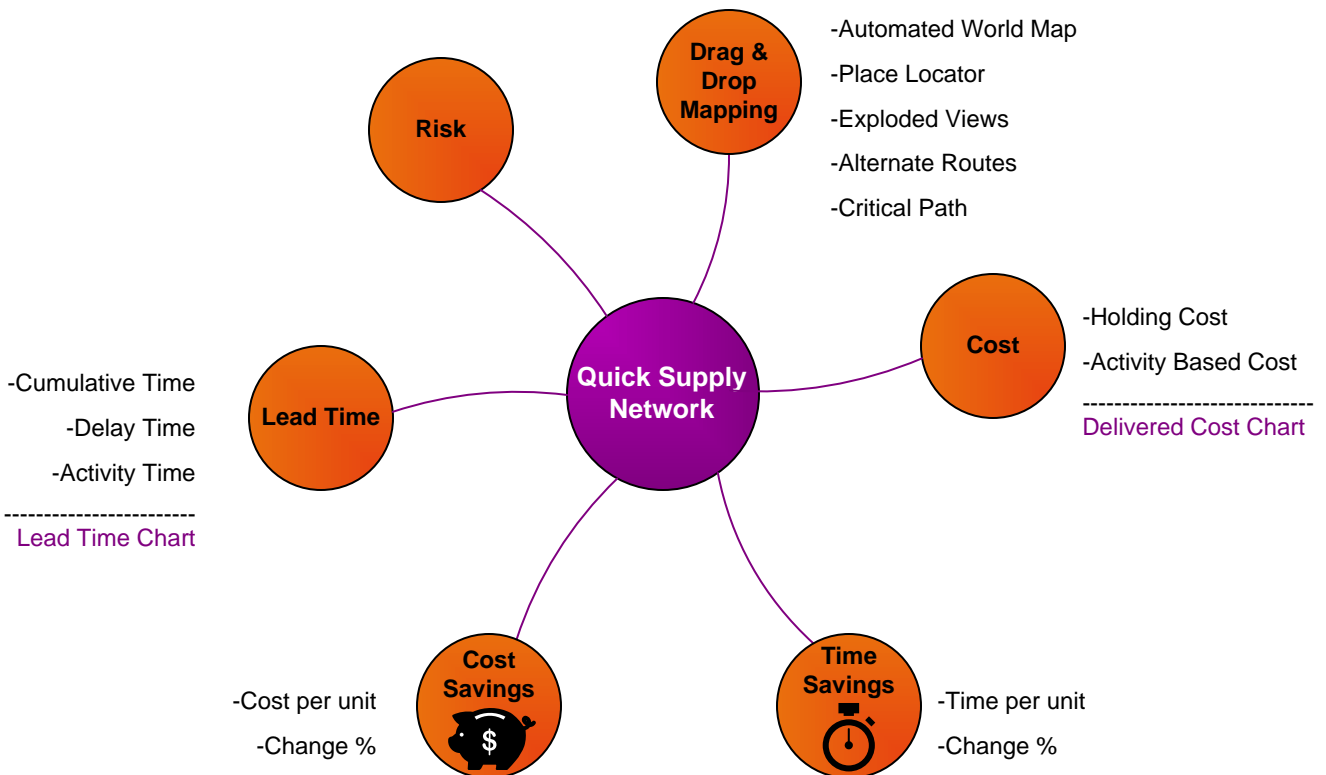 Drag &
Drop
Mapping
-Automated World Map
-Place Locator
-Exploded Views
-Alternate Routes
-Critical Path
Risk
Cost
-Holding Cost
-Activity Based Cost
-----------------------------
Delivered Cost Chart
Quick Supply
Network
Lead Time
-Cumulative Time
-Delay Time
-Activity Time
------------------------
Lead Time Chart
Cost
Savings
$
-Cost per unit
-Change %
Time
Savings
-Time per unit
-Change %